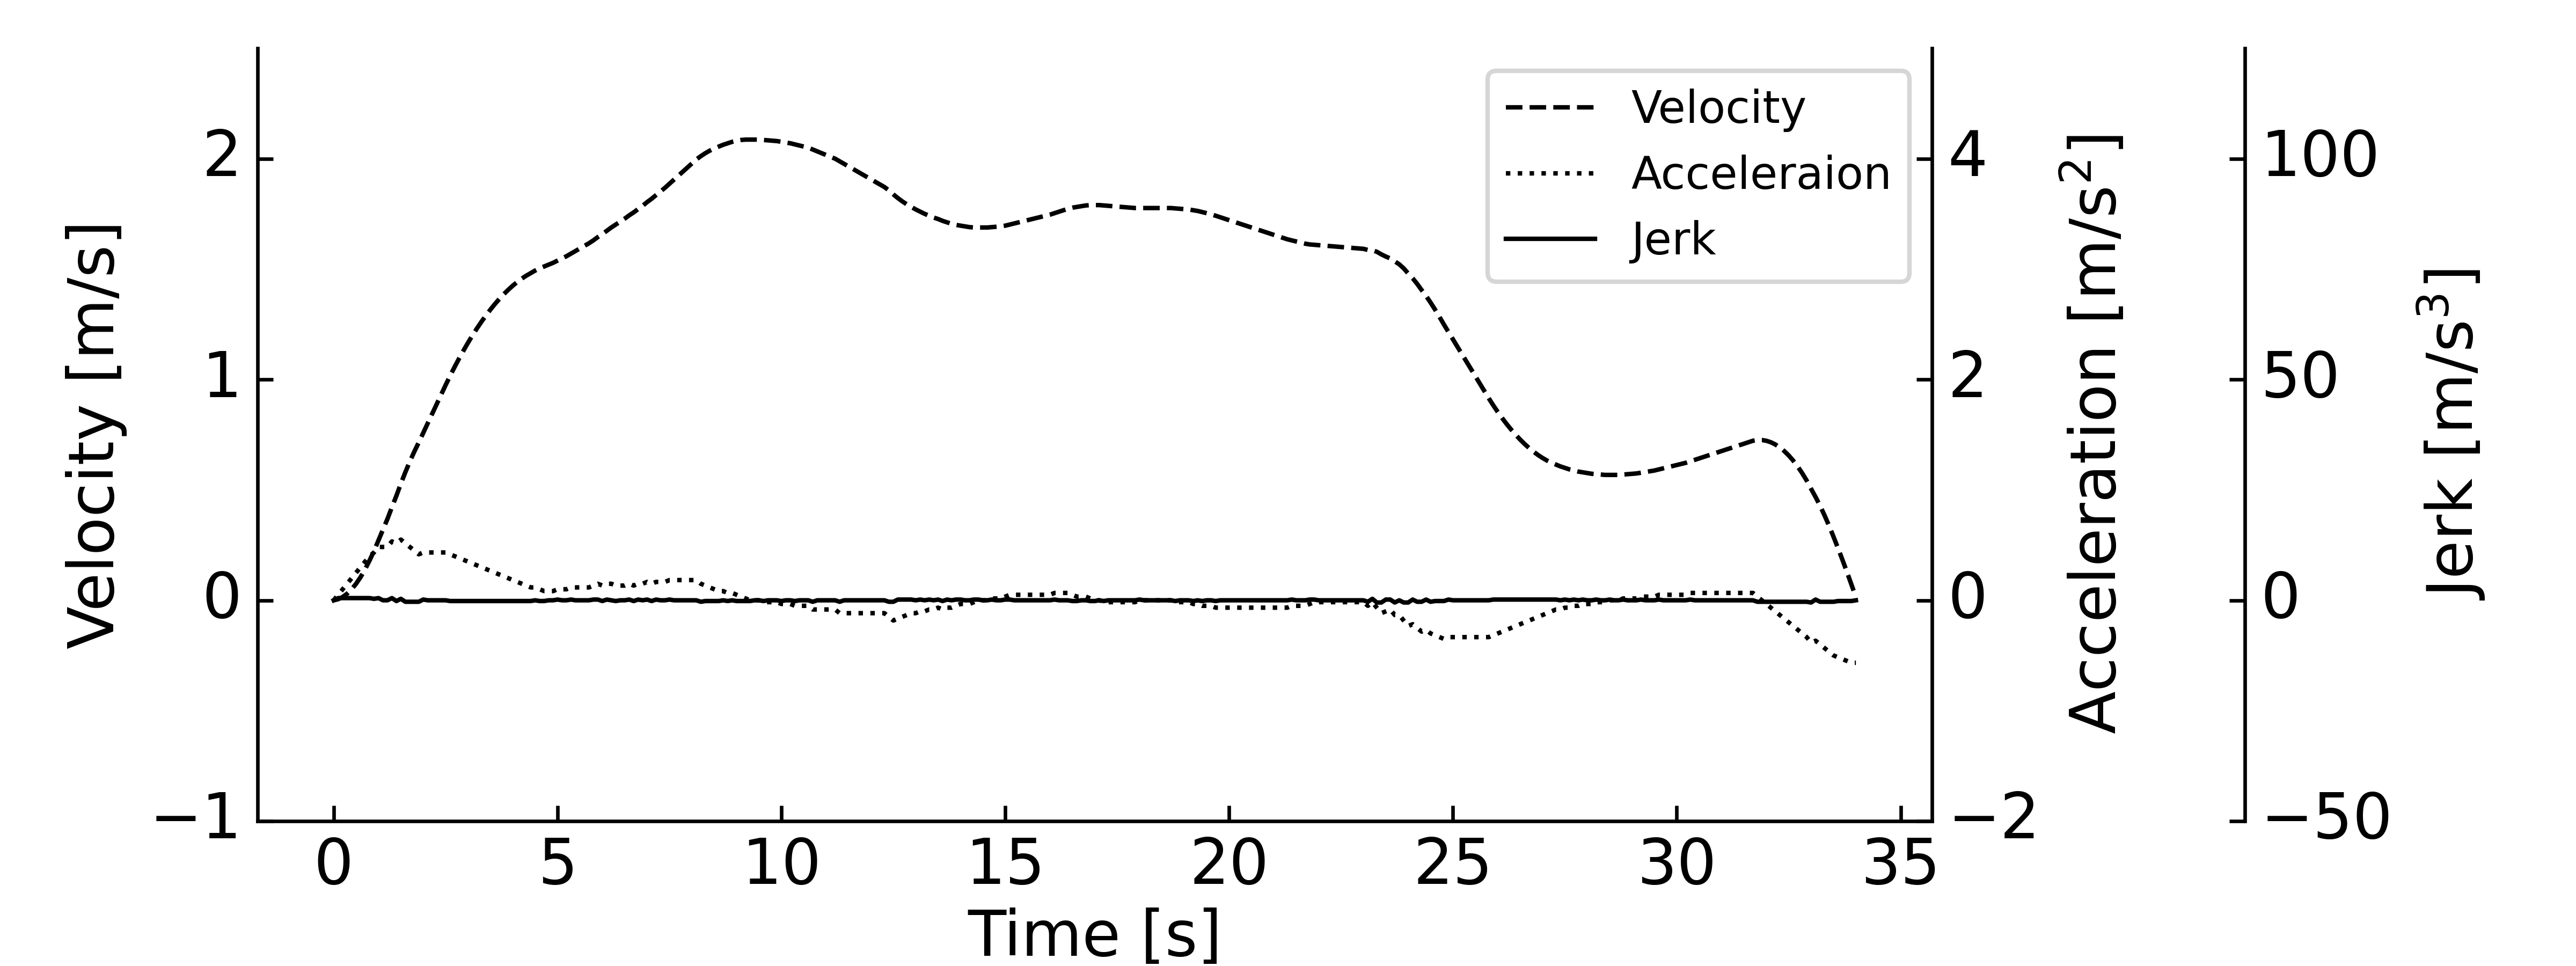 Velocity [m/s]
2
1
0
−1
Velocity
Acceleraion
Jerk
4
2
0
−2
Acceleration [m/s²]
100
50
0
−50
Jerk [m/s³]
0 5 10 15 20 25 30 35
Time [s]